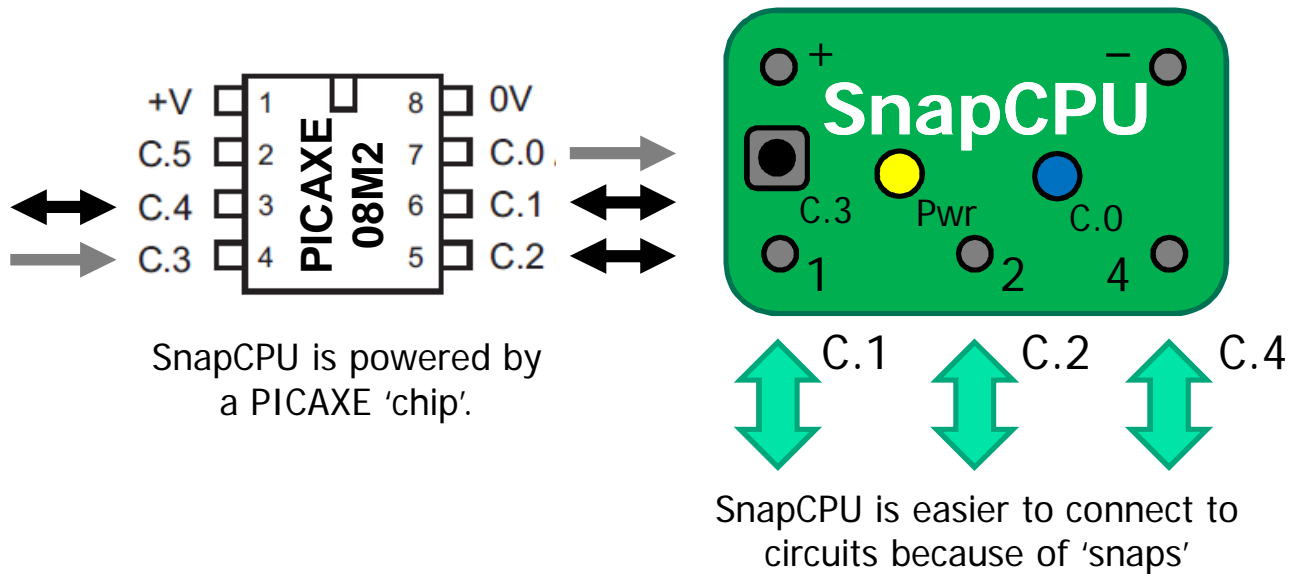 +V 1 8 0V
C.5 2 7 C.0
C.4 3 6 C.1
C.3 4 5 C.2
PICAXE
08M2
SnapCPU is powered by
a PICAXE ‘chip’.
+ −
SnapCPU
C.3 Pwr C.0
1 2 4
C.1 C.2 C.4
SnapCPU is easier to connect to
circuits because of ‘snaps’